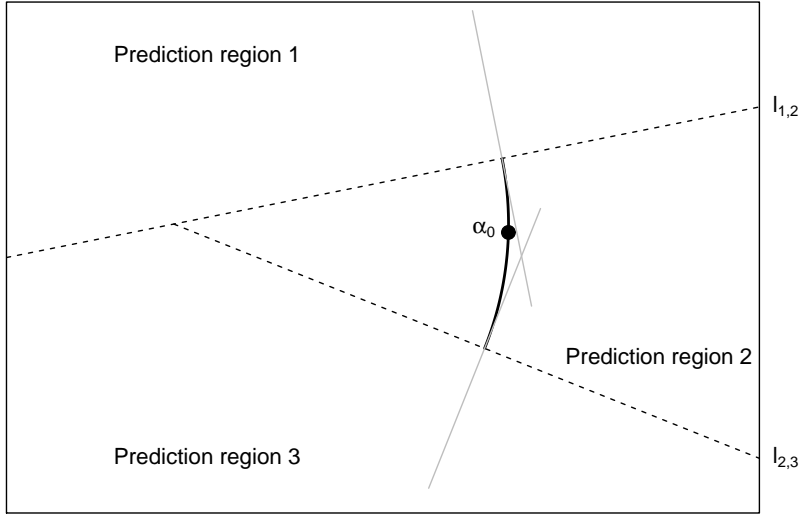 Prediction region 1
l1,2
α0
Prediction region 2
Prediction region 3
l2,3